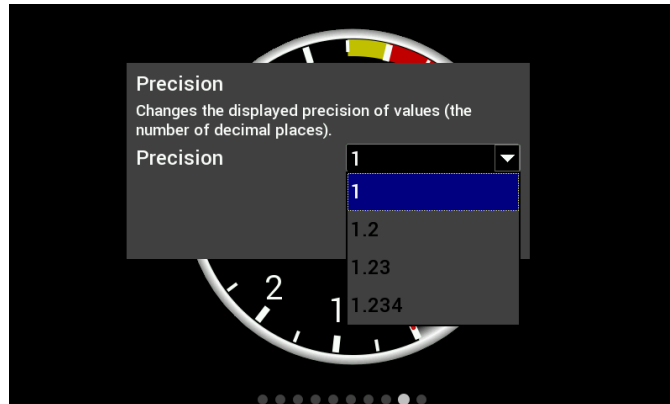 Precision
Changes the displayed precision of values (the
number of decimal places).
Precision
1
1
1.2
1.23
1.234
2
1